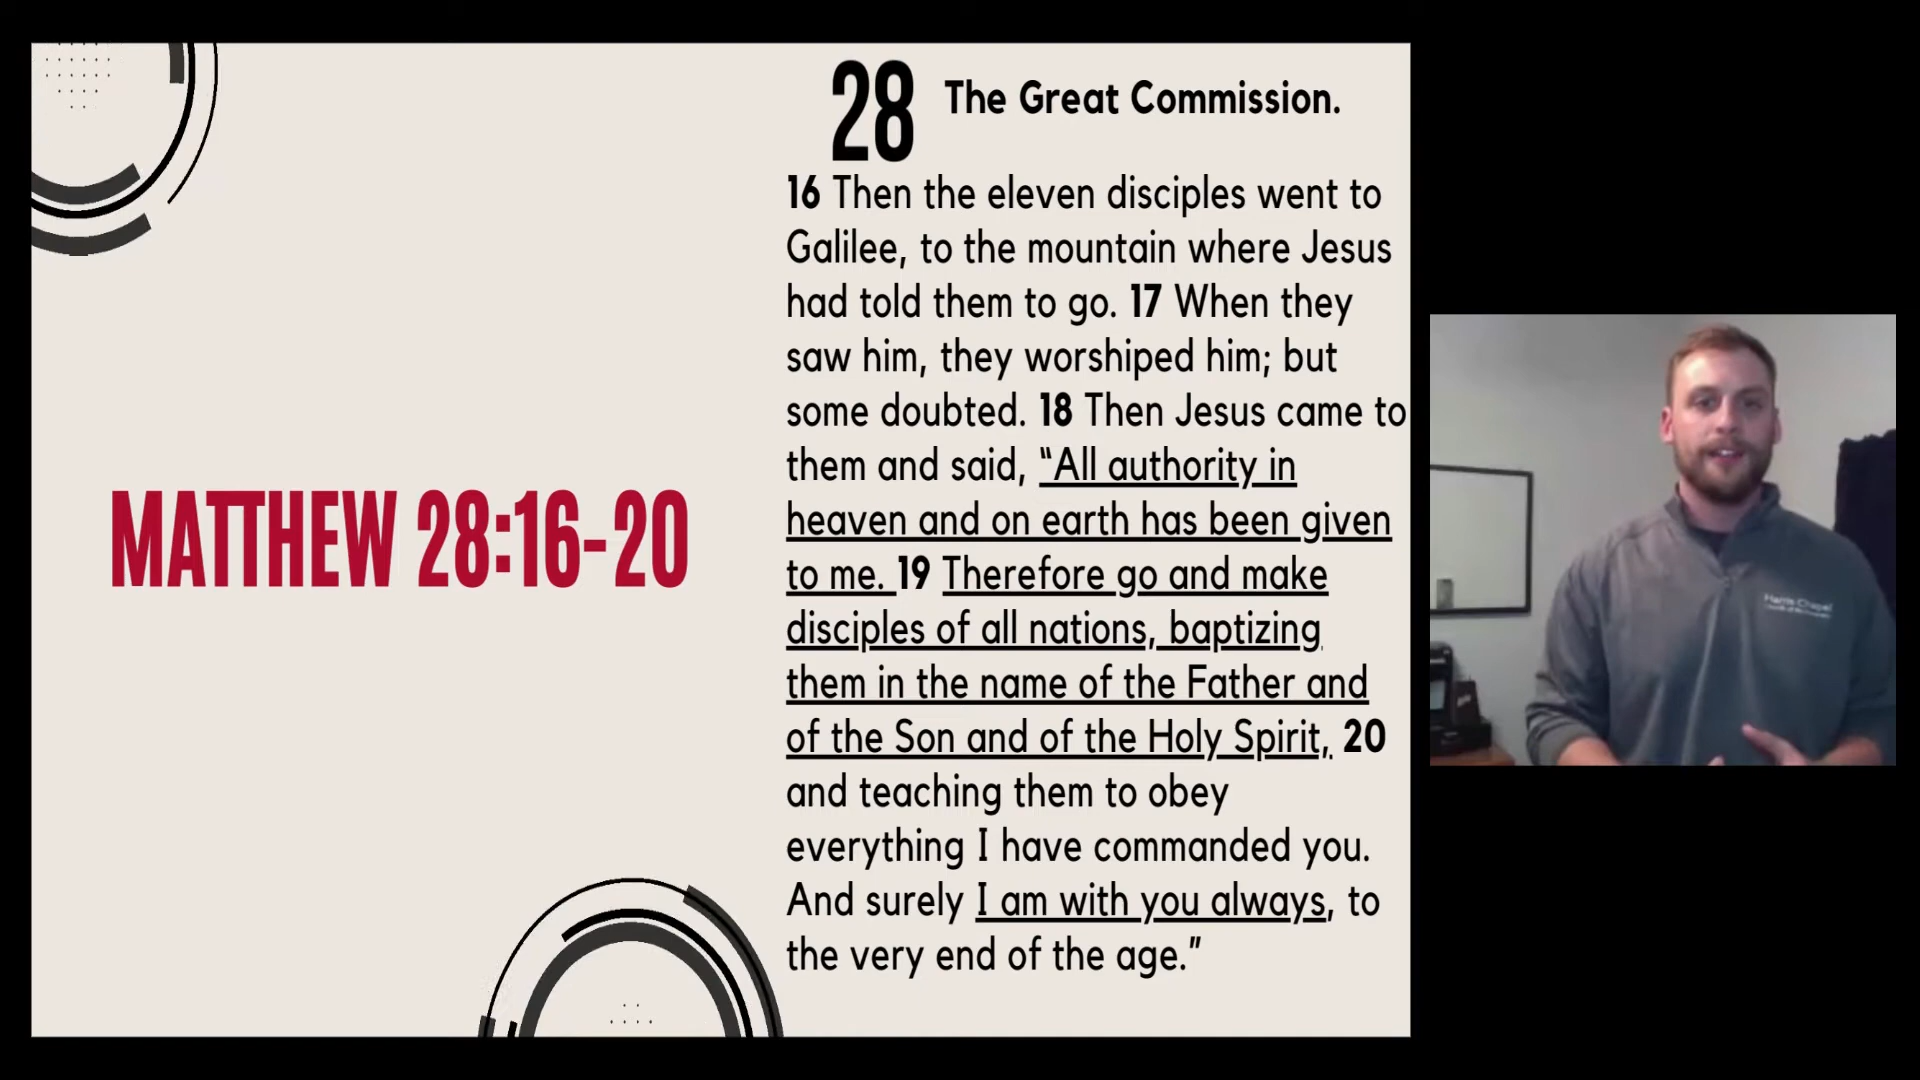 28 The Great Commission.
16 Then the eleven disciples went to
Galilee, to the mountain where Jesus
had told them to go. 17 When they
saw him, they worshiped him; but
some doubted. 18 Then Jesus came to
them and said, “All authority in
heaven and on earth has been given
to me. 19 Therefore go and make
disciples of all nations, baptizing
them in the name of the Father and
of the Son and of the Holy Spirit, 20
and teaching them to obey
everything I have commanded you.
And surely I am with you always, to
the very end of the age.”
MATTHEW 28:16-20
Harris Chapel